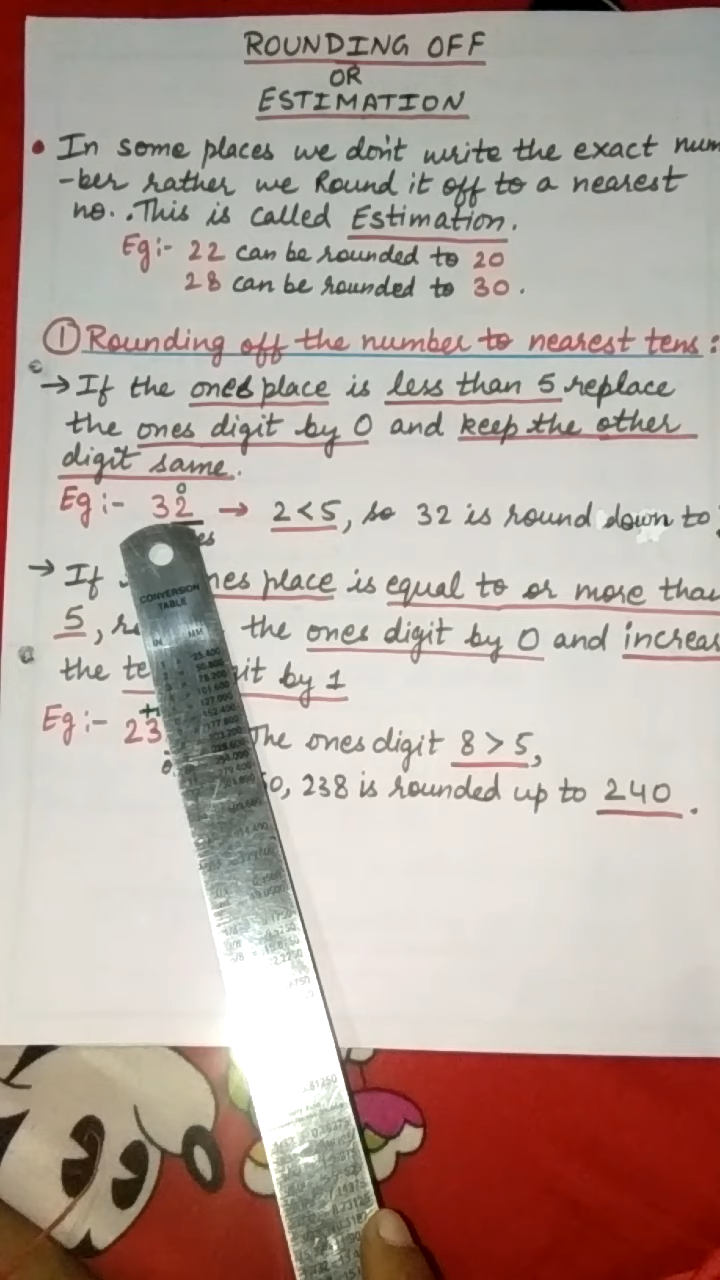 ROUNDING OFF
OR
ESTIMATION
• In some places we don't write the exact num
-ber rather we Round it off to a nearest
no. . This is called Estimation.
Eg:- 22 can be rounded to 20
28 can be rounded to 30.
① Rounding off the number to nearest tens:
→ If the ones place is less than 5 replace
the ones digit by 0 and keep the other
digit same.
0
Eg:- 32 → 2<5, so 32 is round down to
→ If nes place is equal to or more than
5, the ones digit by 0 and increas
the te it by 1
Eg:- 23 The ones digit 8 > 5,
238 is rounded up to 240.
CONVERSION
TABLE
IN MM